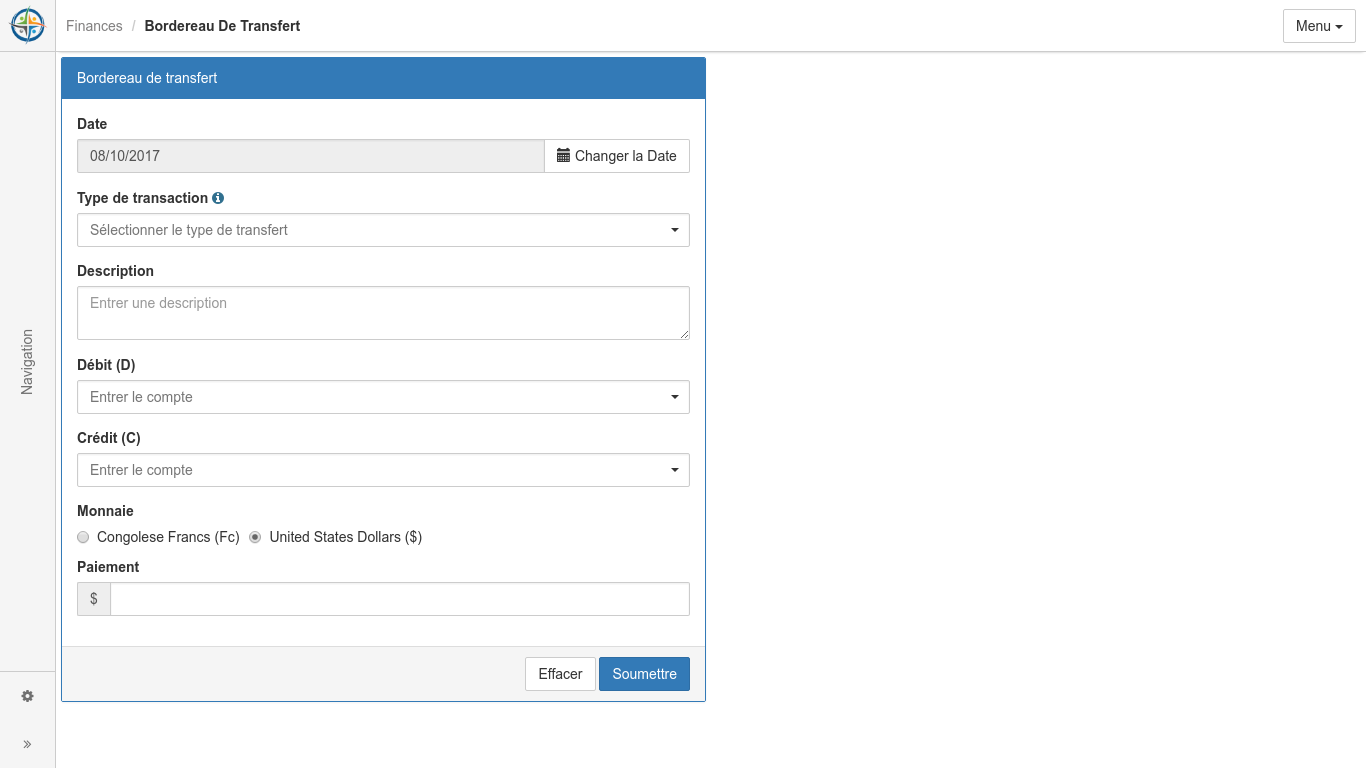 Finances / Bordereau De Transfert
Menu
Bordereau de transfert
Date
08/10/2017
Changer la Date
Type de transaction
Sélectionner le type de transfert
Description
Entrer une description
Débit (D)
Entrer le compte
Crédit (C)
Entrer le compte
Monnaie
Congolese Francs (Fc) United States Dollars ($)
Paiement
$
Effacer Soumettre
Navigation